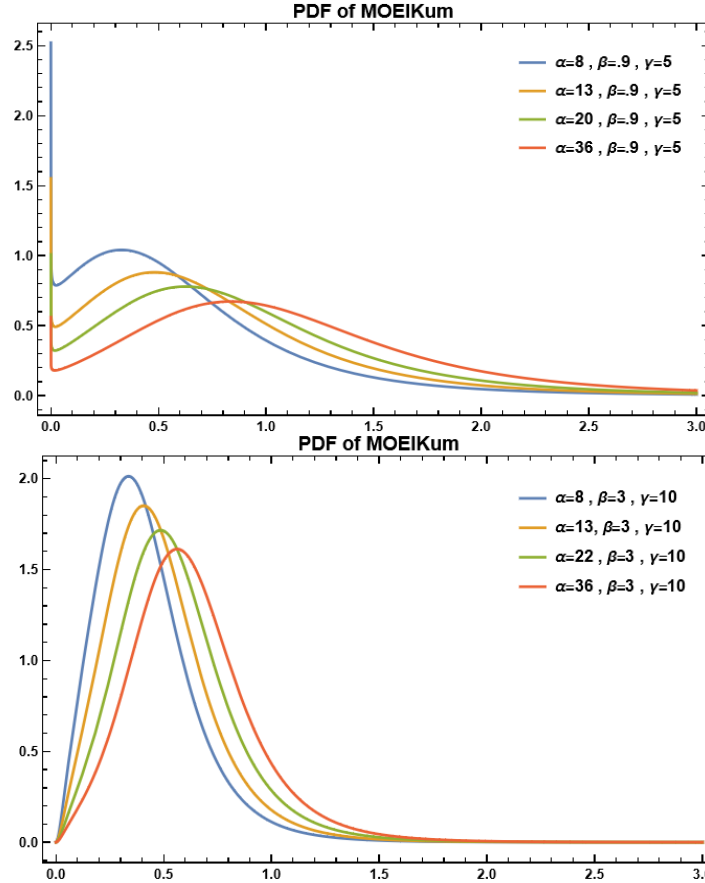 PDF of MOEIKum
2.5
2.0
1.5
1.0
0.5
0.0
α=8 , β=.9 , γ=5
α=13 , β=.9 , γ=5
α=20 , β=.9 , γ=5
α=36 , β=.9 , γ=5
0.0 0.5 1.0 1.5 2.0 2.5 3.0
PDF of MOEIKum
2.0
1.5
1.0
0.5
0.0
α=8 , β=3 , γ=10
α=13, β=3 , γ=10
α=22 , β=3 , γ=10
α=36 , β=3 , γ=10
0.0 0.5 1.0 1.5 2.0 2.5 3.0